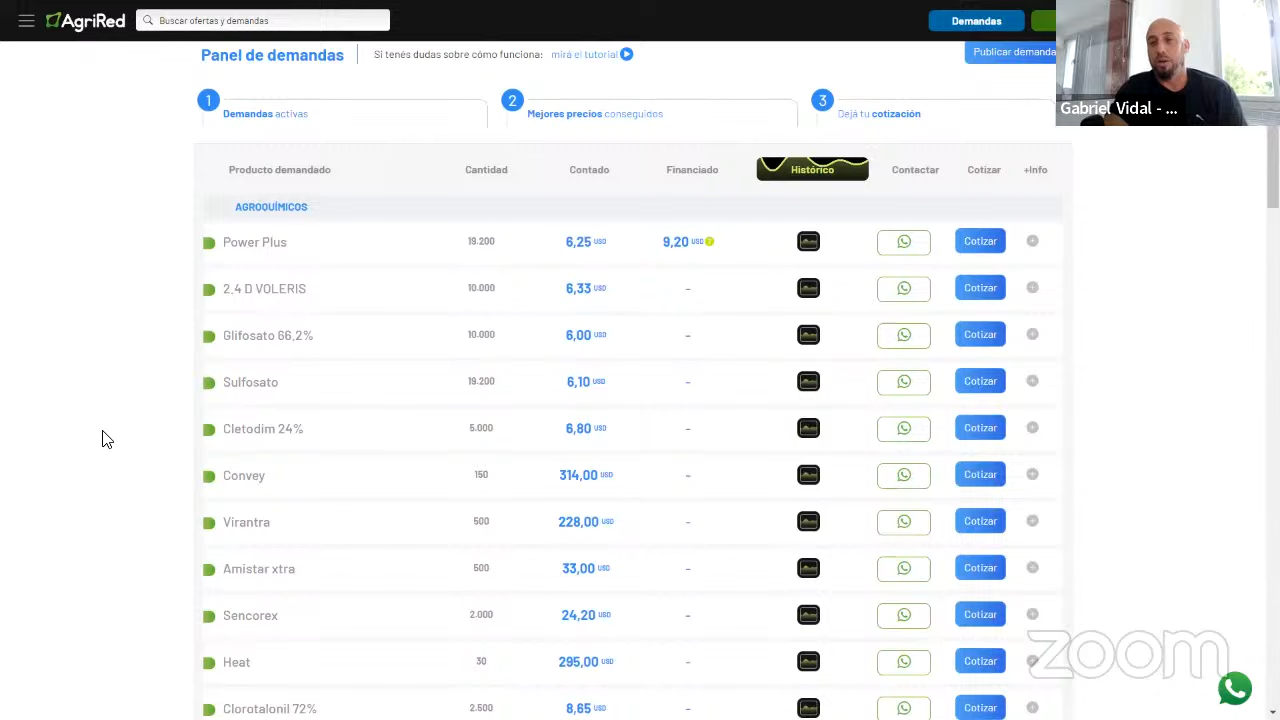 AgriRed
Buscar ofertas y demandas
Demandas
Panel de demandas
Si tenés dudas sobre cómo funciona: mirá el tutorial
Publicar demanda
Gabriel Vidal - ...
1 Demandas activas
2 Mejores precios conseguidos
3 Dejá tu cotización
Producto demandado Cantidad Contado Financiado Histórico Contactar Cotizar +Info
AGROQUÍMICOS
Power Plus 19.200 6,25 USD 9,20 USD Cotizar
2.4 D VOLERIS 10.000 6,33 USD - Cotizar
Glifosato 66.2% 10.000 6,00 USD - Cotizar
Sulfosato 19.200 6,10 USD - Cotizar
Cletodim 24% 5.000 6,80 USD - Cotizar
Convey 150 314,00 USD - Cotizar
Virantra 500 228,00 USD - Cotizar
Amistar xtra 500 33,00 USD - Cotizar
Sencorex 2.000 24,20 USD - Cotizar
Heat 30 295,00 USD - Cotizar
Clorotalonil 72% 2.500 8,65 USD - Cotizar
zoom